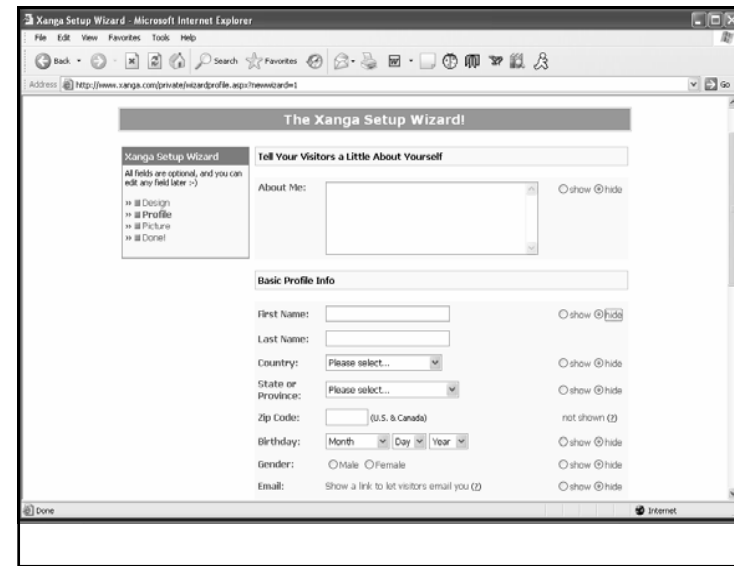 Xanga Setup Wizard - Microsoft Internet Explorer
File Edit View Favorites Tools Help
Back Search Favorites
Address http://www.xanga.com/private/wizardprofile.aspx?newwizard=1 Go
The Xanga Setup Wizard!
Xanga Setup Wizard
All fields are optional, and you can
edit any field later :-)
» Design
» Profile
» Picture
» Done!
Tell Your Visitors a Little About Yourself
About Me: show hide
Basic Profile Info
First Name: show hide
Last Name:
Country: Please select... show hide
State or
Province: Please select... show hide
Zip Code: (U.S. & Canada) not shown (?)
Birthday: Month Day Year show hide
Gender: Male Female show hide
Email: Show a link to let visitors email you (?) show hide
Done Internet